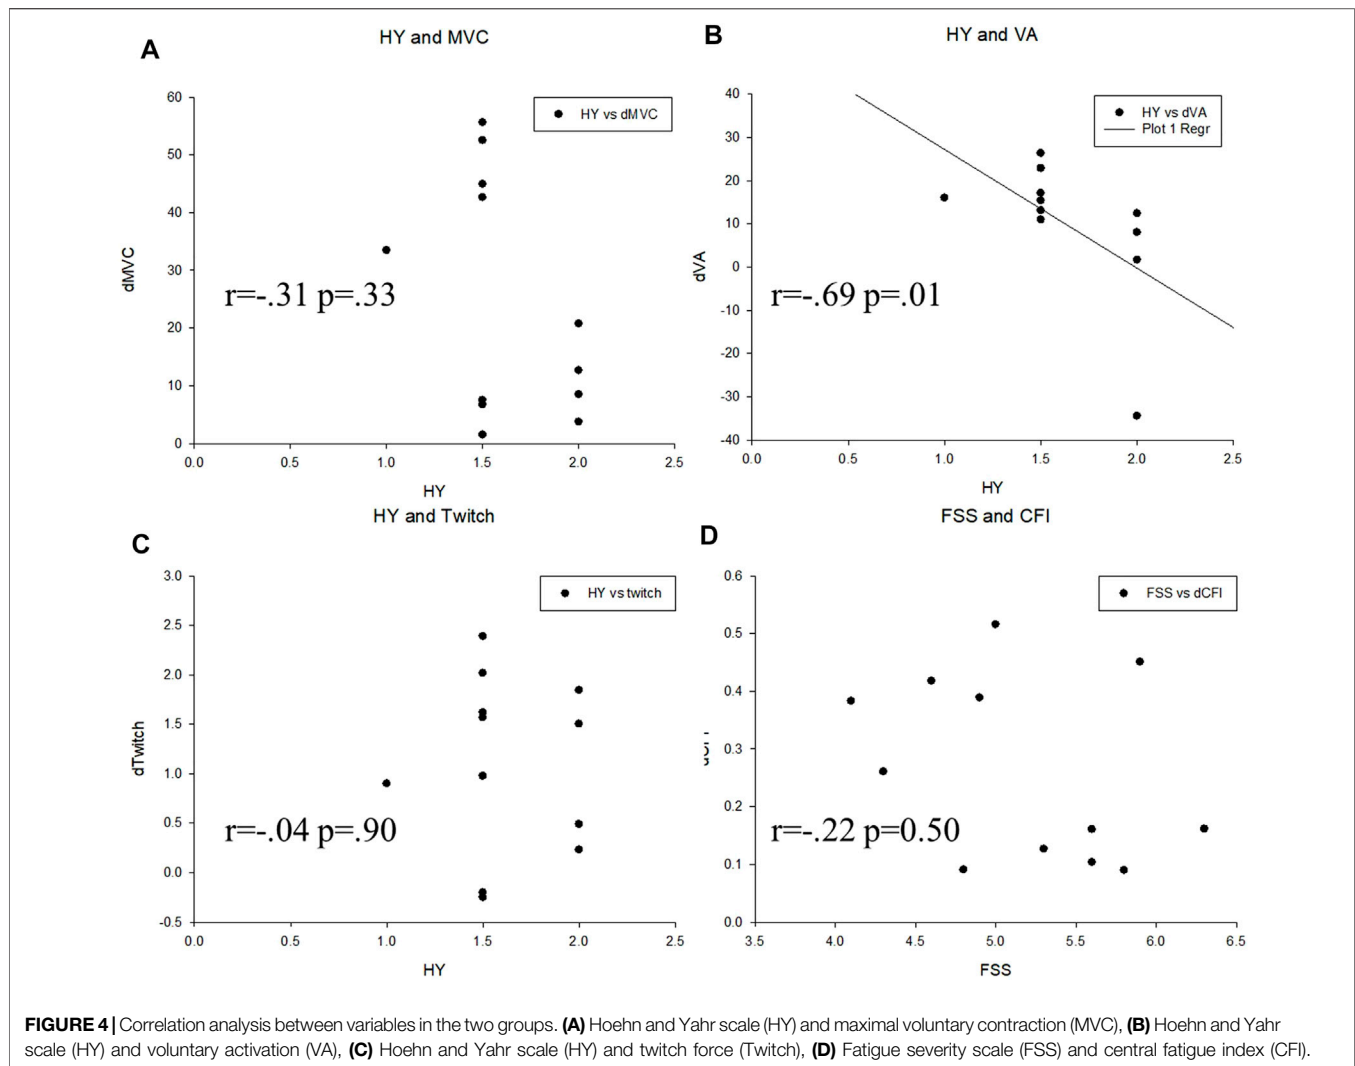 A
HY and MVC
HY vs dMVC
60
50
40
30
20
10
0
dMVC
r=-.31 p=.33
0.0 0.5 1.0 1.5 2.0 2.5
HY
B
HY and VA
HY vs dVA
Plot 1 Regr
40
30
20
10
0
-10
-20
-30
-40
dVA
r=-.69 p=.01
0.0 0.5 1.0 1.5 2.0 2.5
HY
C
HY and Twitch
HY vs twitch
3.0
2.5
2.0
1.5
1.0
0.5
0.0
-0.5
dTwitch
r=-.04 p=.90
0.0 0.5 1.0 1.5 2.0 2.5
HY
D
FSS and CFI
FSS vs dCFI
0.6
0.5
0.4
0.3
0.2
0.1
0.0
dCFI
r=-.22 p=0.50
3.5 4.0 4.5 5.0 5.5 6.0 6.5
FSS
FIGURE 4 | Correlation analysis between variables in the two groups. (A) Hoehn and Yahr scale (HY) and maximal voluntary contraction (MVC), (B) Hoehn and Yahr
scale (HY) and voluntary activation (VA), (C) Hoehn and Yahr scale (HY) and twitch force (Twitch), (D) Fatigue severity scale (FSS) and central fatigue index (CFI).